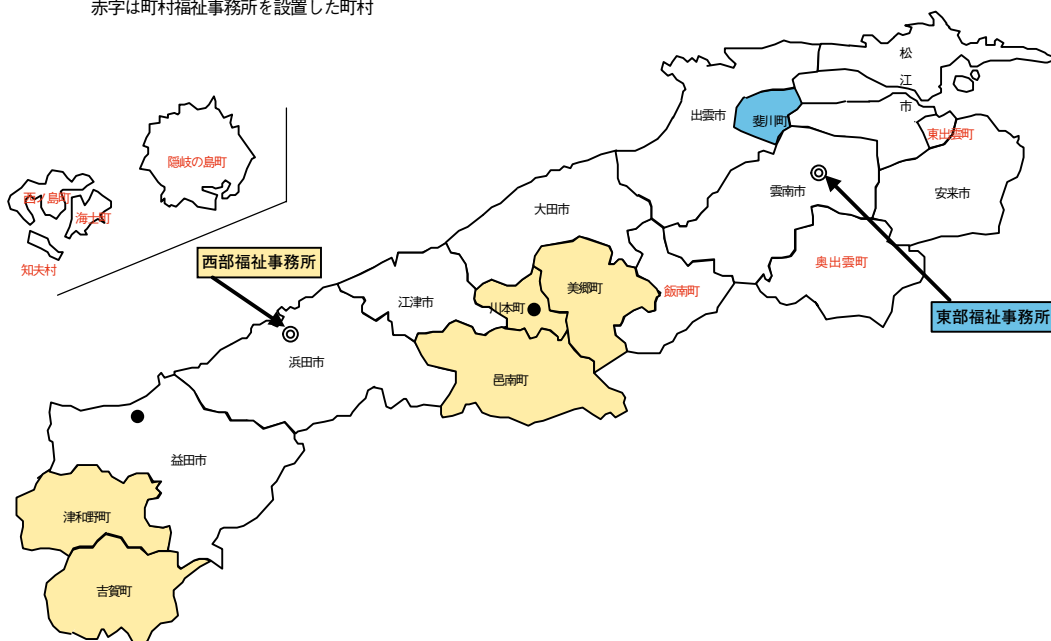 赤字は町村福祉事務所を設置した町村
松
江
市
出雲市
斐川町
東出雲町
隠岐の島町
雲南市
安来市
西ノ島町
海士町
大田市
知夫村
西部福祉事務所
奥出雲町
美郷町
飯南町
江津市
川本町
東部福祉事務所
浜田市
邑南町
益田市
津和野町
吉賀町